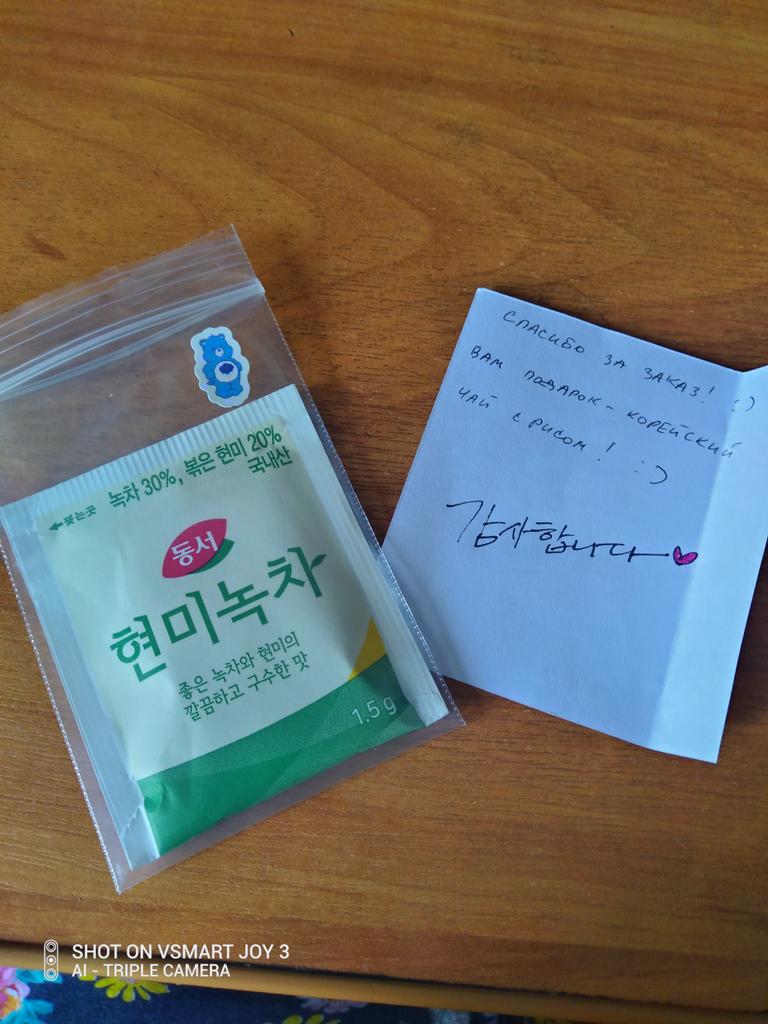 ◄찢는곳
녹차 30%, 볶은 현미 20%
국내산
동서
현미녹차
좋은 녹차와 현미의
깔끔하고 구수한 맛
1.5g
СПАСИБО ЗА ЗАКАЗ! :)
ВАМ ПОДАРОК - КОРЕЙСКИЙ
ЧАЙ С РИСОМ! :)
감사합니다
SHOT ON VSMART JOY 3
AI - TRIPLE CAMERA